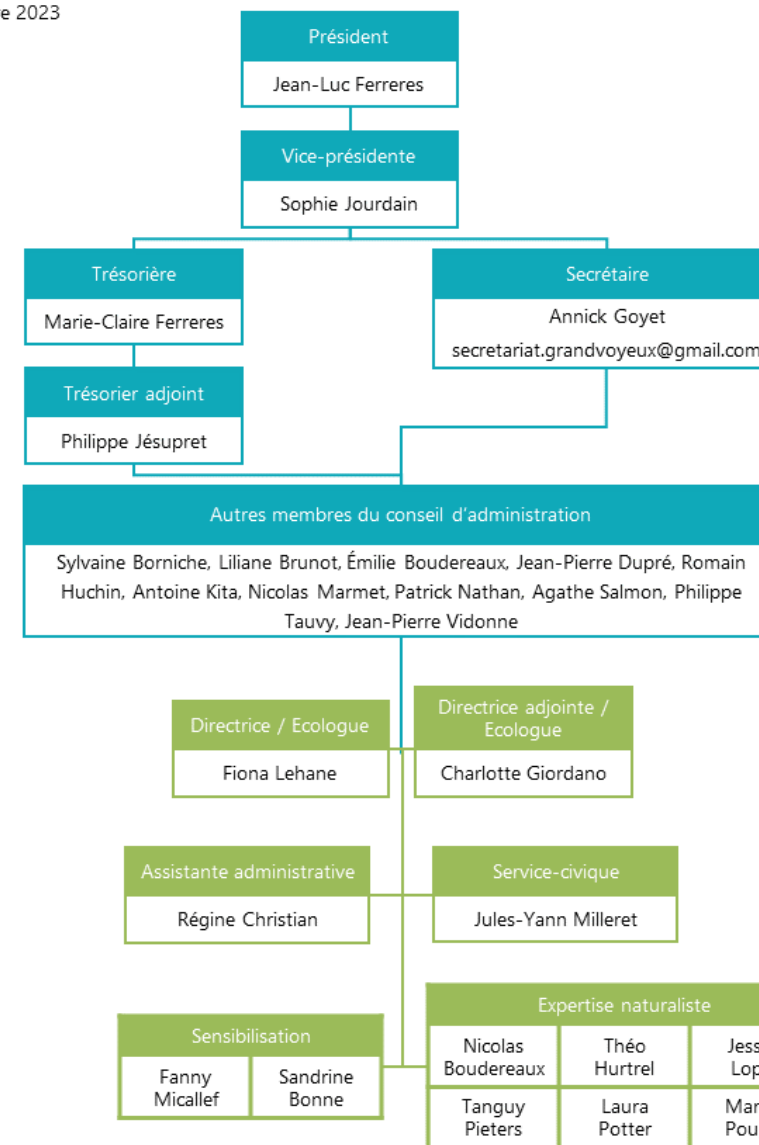 2023
Président
Jean-Luc Ferreres
Vice-présidente
Sophie Jourdain
Trésorière
Marie-Claire Ferreres
Secrétaire
Annick Goyet
secretariat.grandvoyeux@gmail.com
Trésorier adjoint
Philippe Jésupret
Autres membres du conseil d'administration
Sylvaine Borniche, Liliane Brunot, Émilie Boudereaux, Jean-Pierre Dupré, Romain
Huchin, Antoine Kita, Nicolas Marmet, Patrick Nathan, Agathe Salmon, Philippe
Tauvy, Jean-Pierre Vidonne
Directrice / Ecologue
Fiona Lehane
Directrice adjointe /
Ecologue
Charlotte Giordano
Assistante administrative
Régine Christian
Service-civique
Jules-Yann Milleret
Sensibilisation
Fanny
Micallef
Sandrine
Bonne
Expertise naturaliste
Nicolas
Boudereaux
Théo
Hurtrel
Tanguy
Pieters
Laura
Potter